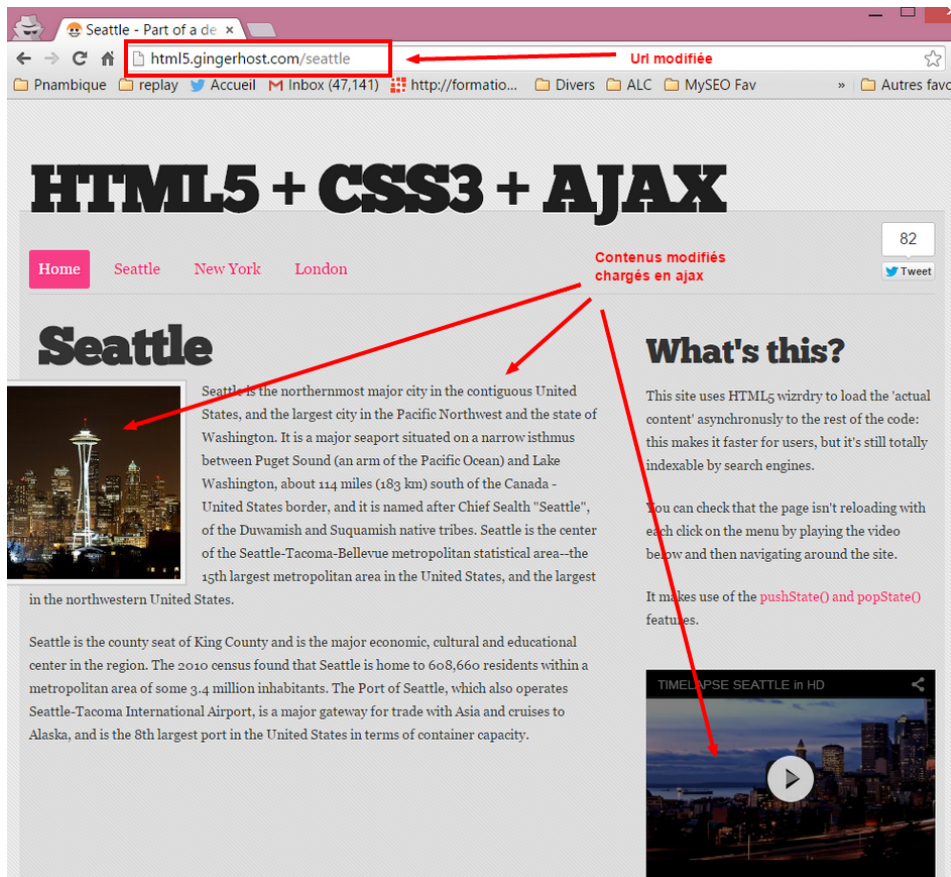 Seattle - Part of a de ×
html5.gingerhost.com/seattle
Url modifiée
Pnambique replay Accueil Inbox (47,141) http://formatio... Divers ALC MySEO Fav » Autres favo
HTML5 + CSS3 + AJAX
82
Tweet
Home Seattle New York London
Contenus modifiés
chargés en ajax
Seattle
Seattle is the northernmost major city in the contiguous United
States, and the largest city in the Pacific Northwest and the state of
Washington. It is a major seaport situated on a narrow isthmus
between Puget Sound (an arm of the Pacific Ocean) and Lake
Washington, about 114 miles (183 km) south of the Canada -
United States border, and it is named after Chief Sealth "Seattle",
of the Duwamish and Suquamish native tribes. Seattle is the center
of the Seattle-Tacoma-Bellevue metropolitan statistical area--the
15th largest metropolitan area in the United States, and the largest
in the northwestern United States.
Seattle is the county seat of King County and is the major economic, cultural and educational
center in the region. The 2010 census found that Seattle is home to 608,660 residents within a
metropolitan area of some 3.4 million inhabitants. The Port of Seattle, which also operates
Seattle-Tacoma International Airport, is a major gateway for trade with Asia and cruises to
Alaska, and is the 8th largest port in the United States in terms of container capacity.
What's this?
This site uses HTML5 wizrdry to load the 'actual
content' asynchronusly to the rest of the code:
this makes it faster for users, but it's still totally
indexable by search engines.
You can check that the page isn't reloading with
each click on the menu by playing the video
below and then navigating around the site.
It makes use of the pushState() and popState()
features.
TIMELAPSE SEATTLE in HD